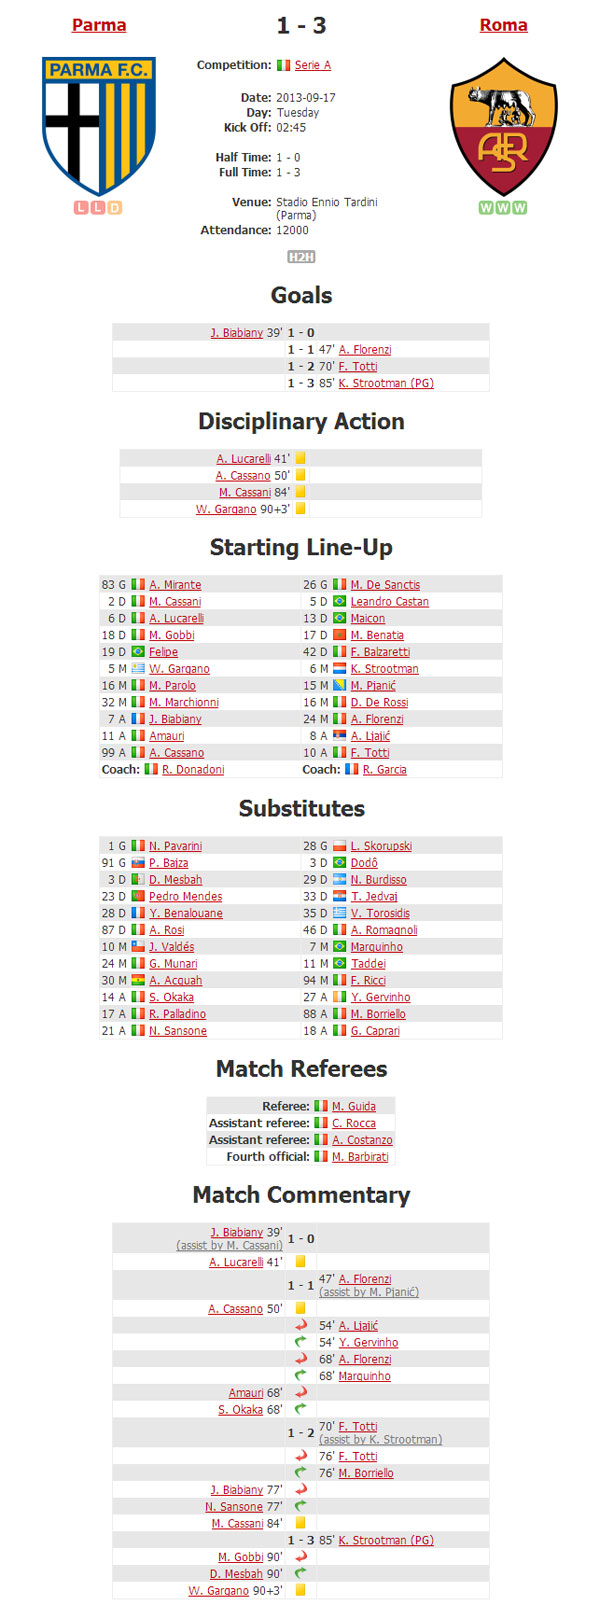 Parma 1 - 3 Roma
PARMA F.C.
ASR
Competition: Serie A
Date: 2013-09-17
Day: Tuesday
Kick Off: 02:45
Half Time: 1 - 0
Full Time: 1 - 3
L L D
W W W
Venue: Stadio Ennio Tardini
(Parma)
Attendance: 12000
H2H
Goals
J. Biabiany 39' 1 - 0
1 - 1 47' A. Florenzi
1 - 2 70' F. Totti
1 - 3 85' K. Strootman (PG)
Disciplinary Action
A. Lucarelli 41'
A. Cassano 50'
M. Cassani 84'
W. Gargano 90+3'
Starting Line-Up
83 G A. Mirante 26 G M. De Sanctis
2 D M. Cassani 5 D Leandro Castan
6 D A. Lucarelli 13 D Maicon
18 D M. Gobbi 17 D M. Benatia
19 D Felipe 42 D F. Balzaretti
5 M W. Gargano 6 M K. Strootman
16 M M. Parolo 15 M M. Pjanić
32 M M. Marchionni 16 M D. De Rossi
7 A J. Biabiany 24 M A. Florenzi
11 A Amauri 8 A A. Ljajić
99 A A. Cassano 10 A F. Totti
Coach: R. Donadoni Coach: R. Garcia
Substitutes
1 G N. Pavarini 28 G L. Skorupski
91 G P. Bajza 3 D Dodô
3 D D. Mesbah 29 D N. Burdisso
23 D Pedro Mendes 33 D T. Jedvaj
28 D Y. Benalouane 35 D V. Torosidis
87 D A. Rosi 46 D A. Romagnoli
10 M J. Valdés 7 M Marquinho
24 M G. Munari 11 M Taddei
30 M A. Acquah 94 M F. Ricci
14 A S. Okaka 27 A Y. Gervinho
17 A R. Palladino 88 A M. Borriello
21 A N. Sansone 18 A G. Caprari
Match Referees
Referee: M. Guida
Assistant referee: C. Rocca
Assistant referee: A. Costanzo
Fourth official: M. Barbirati
Match Commentary
J. Biabiany 39' 1 - 0
(assist by M. Cassani)
A. Lucarelli 41'
1 - 1 47' A. Florenzi
(assist by M. Pjanić)
A. Cassano 50'
54' A. Ljajić
54' Y. Gervinho
68' A. Florenzi
68' Marquinho
Amauri 68'
S. Okaka 68'
1 - 2 70' F. Totti
(assist by K. Strootman)
76' F. Totti
76' M. Borriello
J. Biabiany 77'
N. Sansone 77'
M. Cassani 84'
1 - 3 85' K. Strootman (PG)
M. Gobbi 90'
D. Mesbah 90'
W. Gargano 90+3'